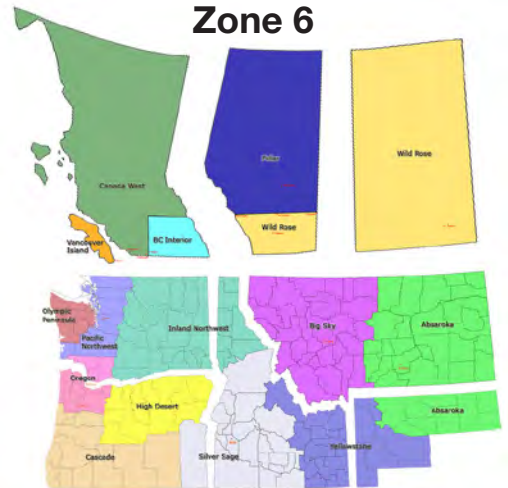 Zone 6
Canada West
Wild Rose
Wild Rose
Vancouver
Island
BC Interior
Olympic
Peninsula
Pacific
Northwest
Inland Northwest
Big Sky
Absaroka
Oregon
High Desert
Absaroka
Yellowstone
Cascade
Silver Sage